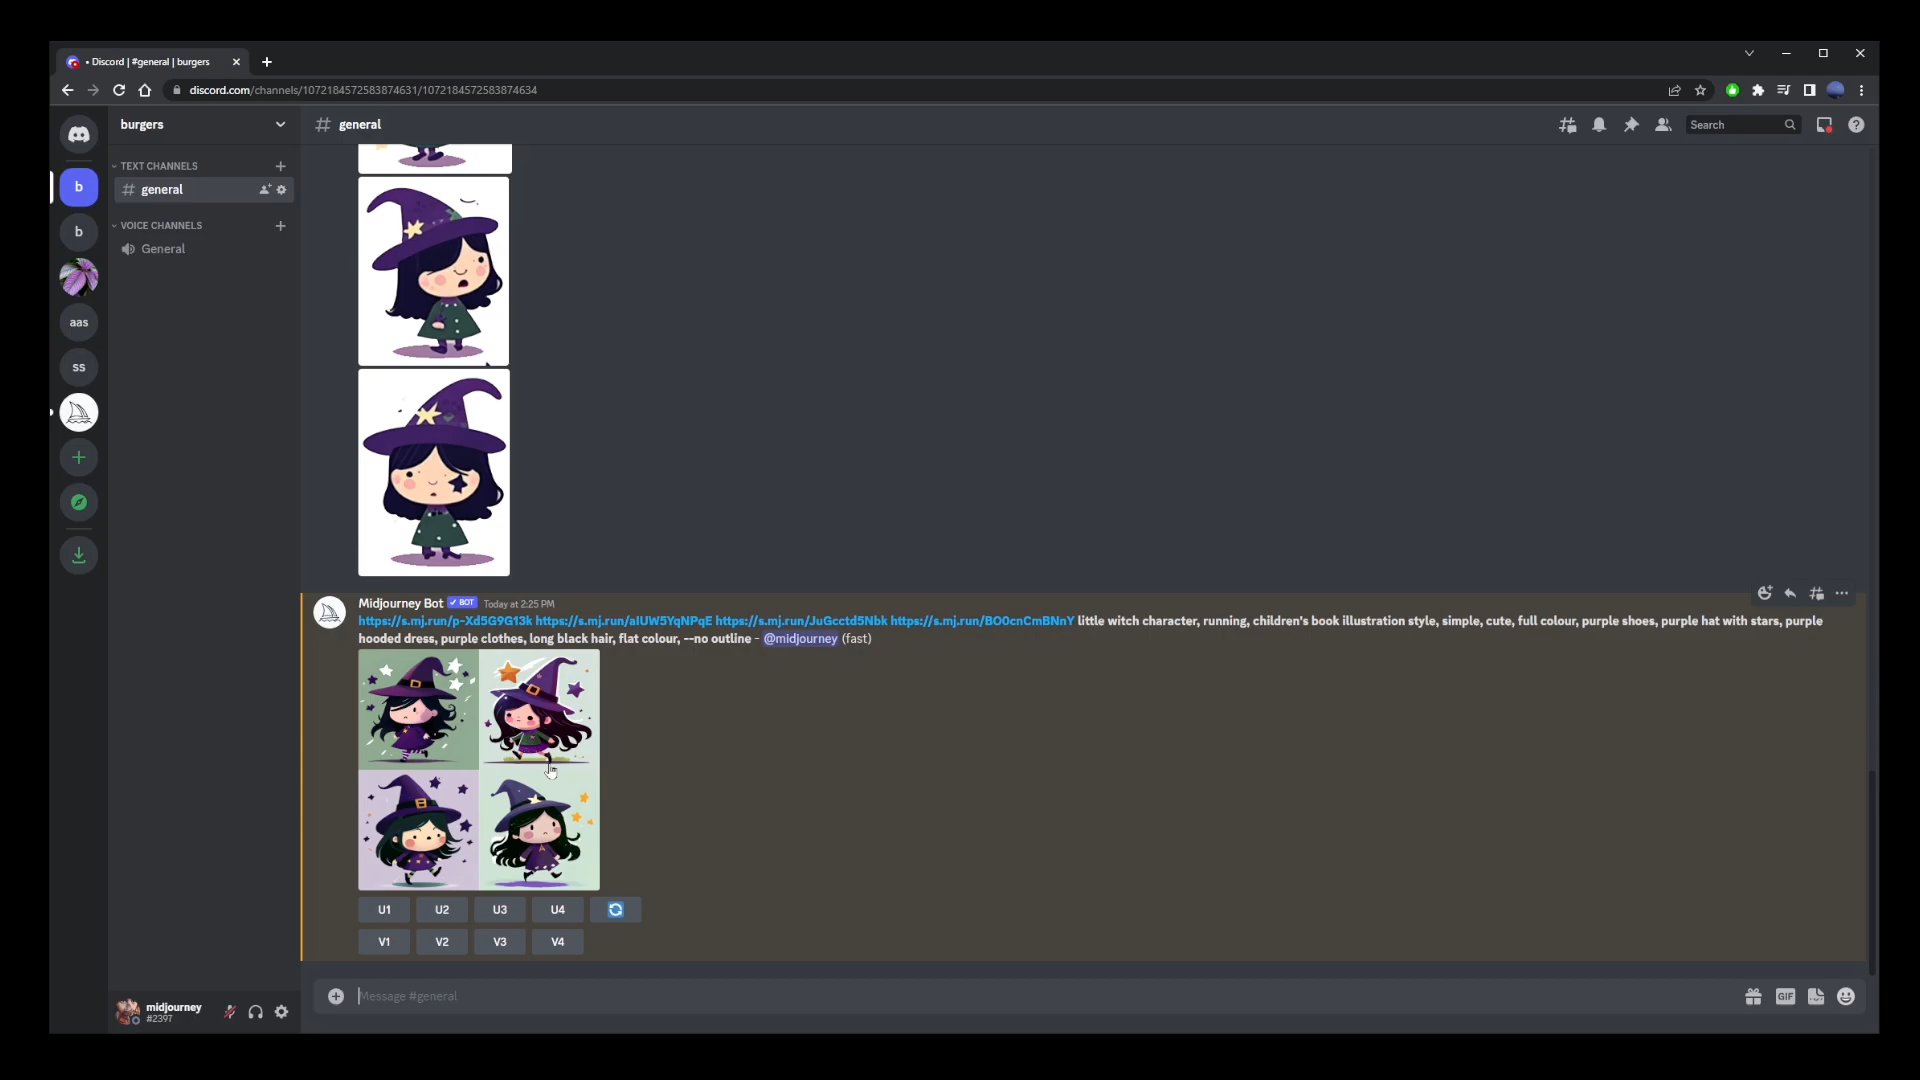 • Discord | #general | burgers
discord.com/channels/1072184572583874631/1072184572583874634
burgers
general
Search
TEXT CHANNELS
general
VOICE CHANNELS
General
b
b
aas
ss
Midjourney Bot ✓ BOT Today at 2:25 PM
https://s.mj.run/p-Xd5G9G13k https://s.mj.run/aIUW5YqNPqE https://s.mj.run/JuGcctd5Nbk https://s.mj.run/BO0cnCmBNnY little witch character, running, children's book illustration style, simple, cute, full colour, purple shoes, purple hat with stars, purple
hooded dress, purple clothes, long black hair, flat colour, --no outline - @midjourney (fast)
U1 U2 U3 U4
V1 V2 V3 V4
Message #general
GIF
midjourney
#2397